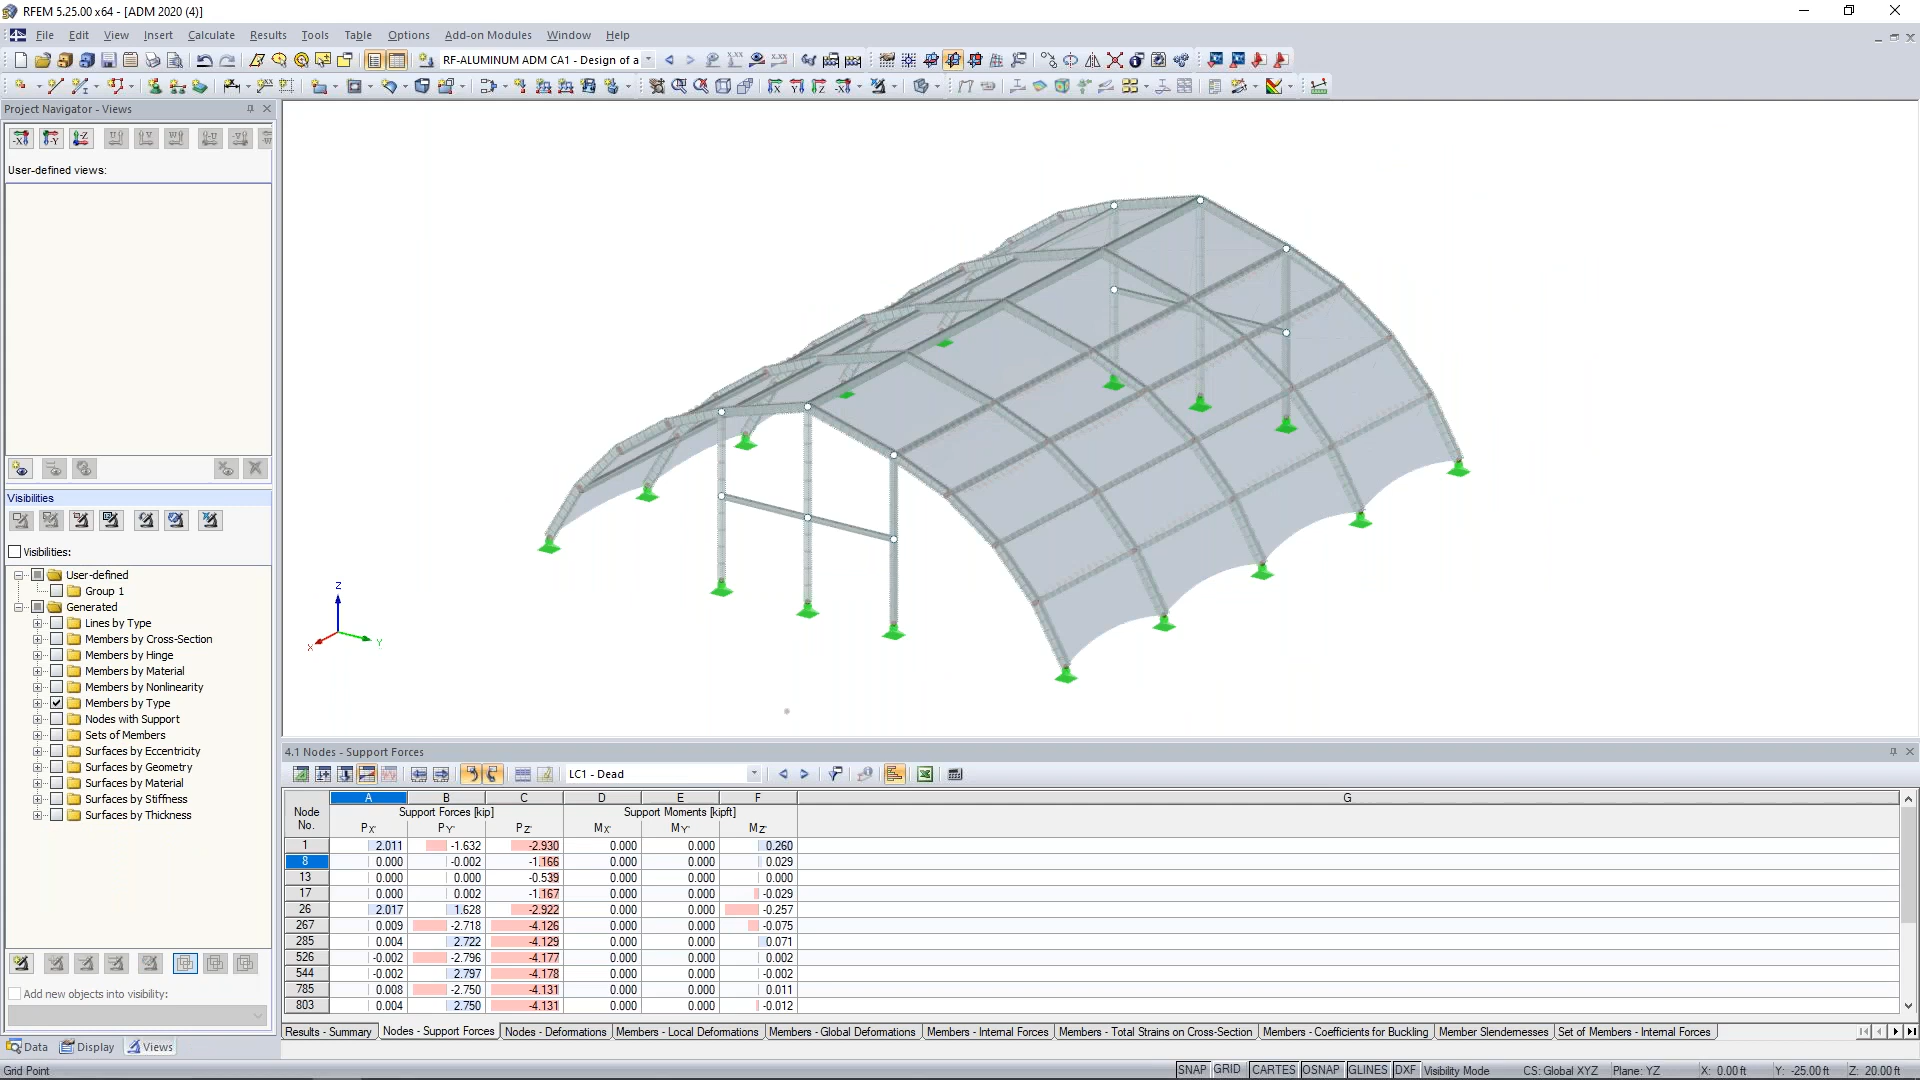 RFEM 5.25.00 x64 - [ADM 2020 (4)]
File Edit View Insert Calculate Results Tools Table Options Add-on Modules Window Help
RF-ALUMINUM ADM CA1 - Design of a
Project Navigator - Views
User-defined views:
Visibilities
Visibilities:
User-defined
Group 1
Generated
Lines by Type
Members by Cross-Section
Members by Hinge
Members by Material
Members by Nonlinearity
Members by Type
Nodes with Support
Sets of Members
Surfaces by Eccentricity
Surfaces by Geometry
Surfaces by Material
Surfaces by Stiffness
Surfaces by Thickness
Add new objects into visibility:
Data Display Views
Z
X Y
4.1 Nodes - Support Forces
LC1 - Dead
A B C D E F G
Node No. Support Forces [kip] Support Moments [kipft]
PX' PY' PZ' MX' MY' MZ'
1 2.011 -1.632 -2.930 0.000 0.000 0.260
8 0.000 -0.002 -1.166 0.000 0.000 0.029
13 0.000 0.000 -0.539 0.000 0.000 0.000
17 0.000 0.002 -1.167 0.000 0.000 -0.029
26 2.017 1.628 -2.922 0.000 0.000 -0.257
267 0.009 -2.718 -4.126 0.000 0.000 -0.075
285 0.004 2.722 -4.129 0.000 0.000 0.071
526 -0.002 -2.796 -4.177 0.000 0.000 0.002
544 -0.002 2.797 -4.178 0.000 0.000 -0.002
785 0.008 -2.750 -4.131 0.000 0.000 0.011
803 0.004 2.750 -4.131 0.000 0.000 -0.012
Results - Summary Nodes - Support Forces Nodes - Deformations Members - Local Deformations Members - Global Deformations Members - Internal Forces Members - Total Strains on Cross-Section Members - Coefficients for Buckling Member Slendernesses Set of Members - Internal Forces
Grid Point SNAP GRID CARTES OSNAP GLINES DXF Visibility Mode CS: Global XYZ Plane: YZ X: 0.00 ft Y: -25.00 ft Z: 20.00 ft